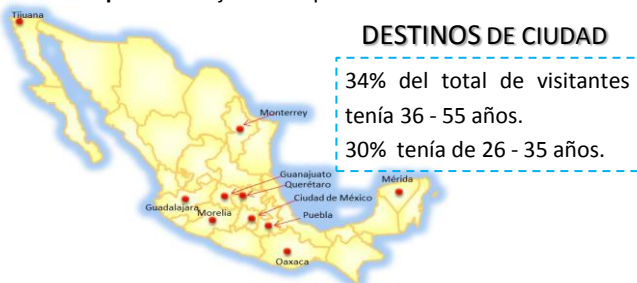 Tijuana
DESTINOS DE CIUDAD
34% del total de visitantes
tenía 36 - 55 años.
30% tenía de 26 - 35 años.
Monterrey
Guanajuato
Querétaro
Mérida
Ciudad de México
Guadalajara
Morelia
Puebla
Oaxaca